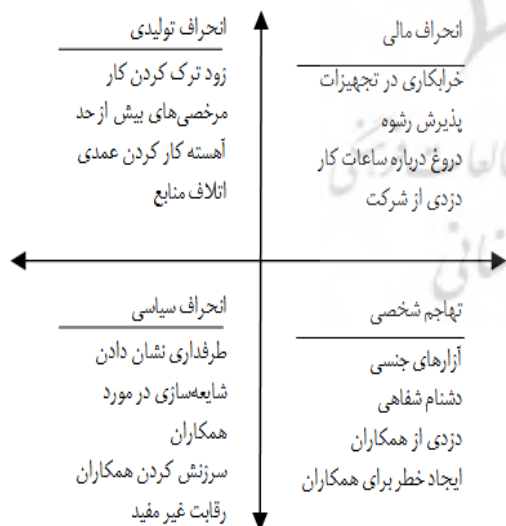 انحراف مالی
خرابکاری در تجهیزات
پذیرش رشوه
دروغ درباره ساعات کار
دزدی از شرکت
انحراف تولیدی
زود ترک کردن کار
مرخصی‌های بیش از حد
آهسته کار کردن عمدی
اتلاف منابع
تهاجم شخصی
آزارهای جنسی
دشنام شفاهی
دزدی از همکاران
ایجاد خطر برای همکاران
انحراف سیاسی
طرفداری نشان دادن
شایعه‌سازی در مورد
همکاران
سرزنش کردن همکاران
رقابت غیر مفید